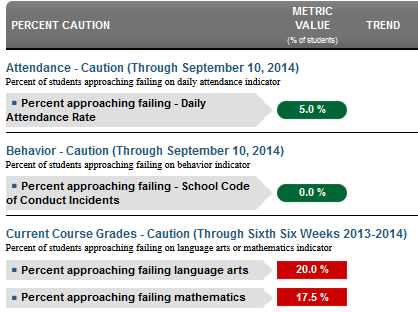 PERCENT CAUTION
METRIC
VALUE
(% of students)
TREND
Attendance - Caution (Through September 10, 2014)
Percent of students approaching failing on daily attendance indicator
Percent approaching failing - Daily
Attendance Rate
5.0 %
Behavior - Caution (Through September 10, 2014)
Percent of students approaching failing on behavior indicator
Percent approaching failing - School Code
of Conduct Incidents
0.0 %
Current Course Grades - Caution (Through Sixth Six Weeks 2013-2014)
Percent of students approaching failing on language arts or mathematics indicator
Percent approaching failing language arts
20.0 %
Percent approaching failing mathematics
17.5 %